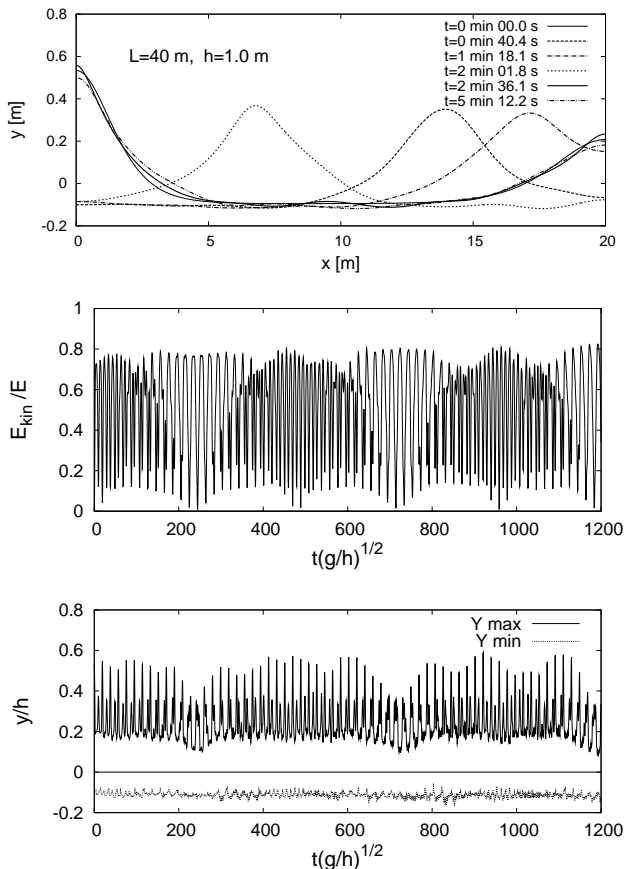 L=40 m, h=1.0 m
t=0 min 00.0 s
t=0 min 40.4 s
t=1 min 18.1 s
t=2 min 01.8 s
t=2 min 36.1 s
t=5 min 12.2 s
y [m]
0.8
0.6
0.4
0.2
0
-0.2
0 5 10 15 20
x [m]
E_kin /E
1
0.8
0.6
0.4
0.2
0
0 200 400 600 800 1000 1200
t(g/h)^1/2
Y max
Y min
y/h
0.8
0.6
0.4
0.2
0
-0.2
0 200 400 600 800 1000 1200
t(g/h)^1/2